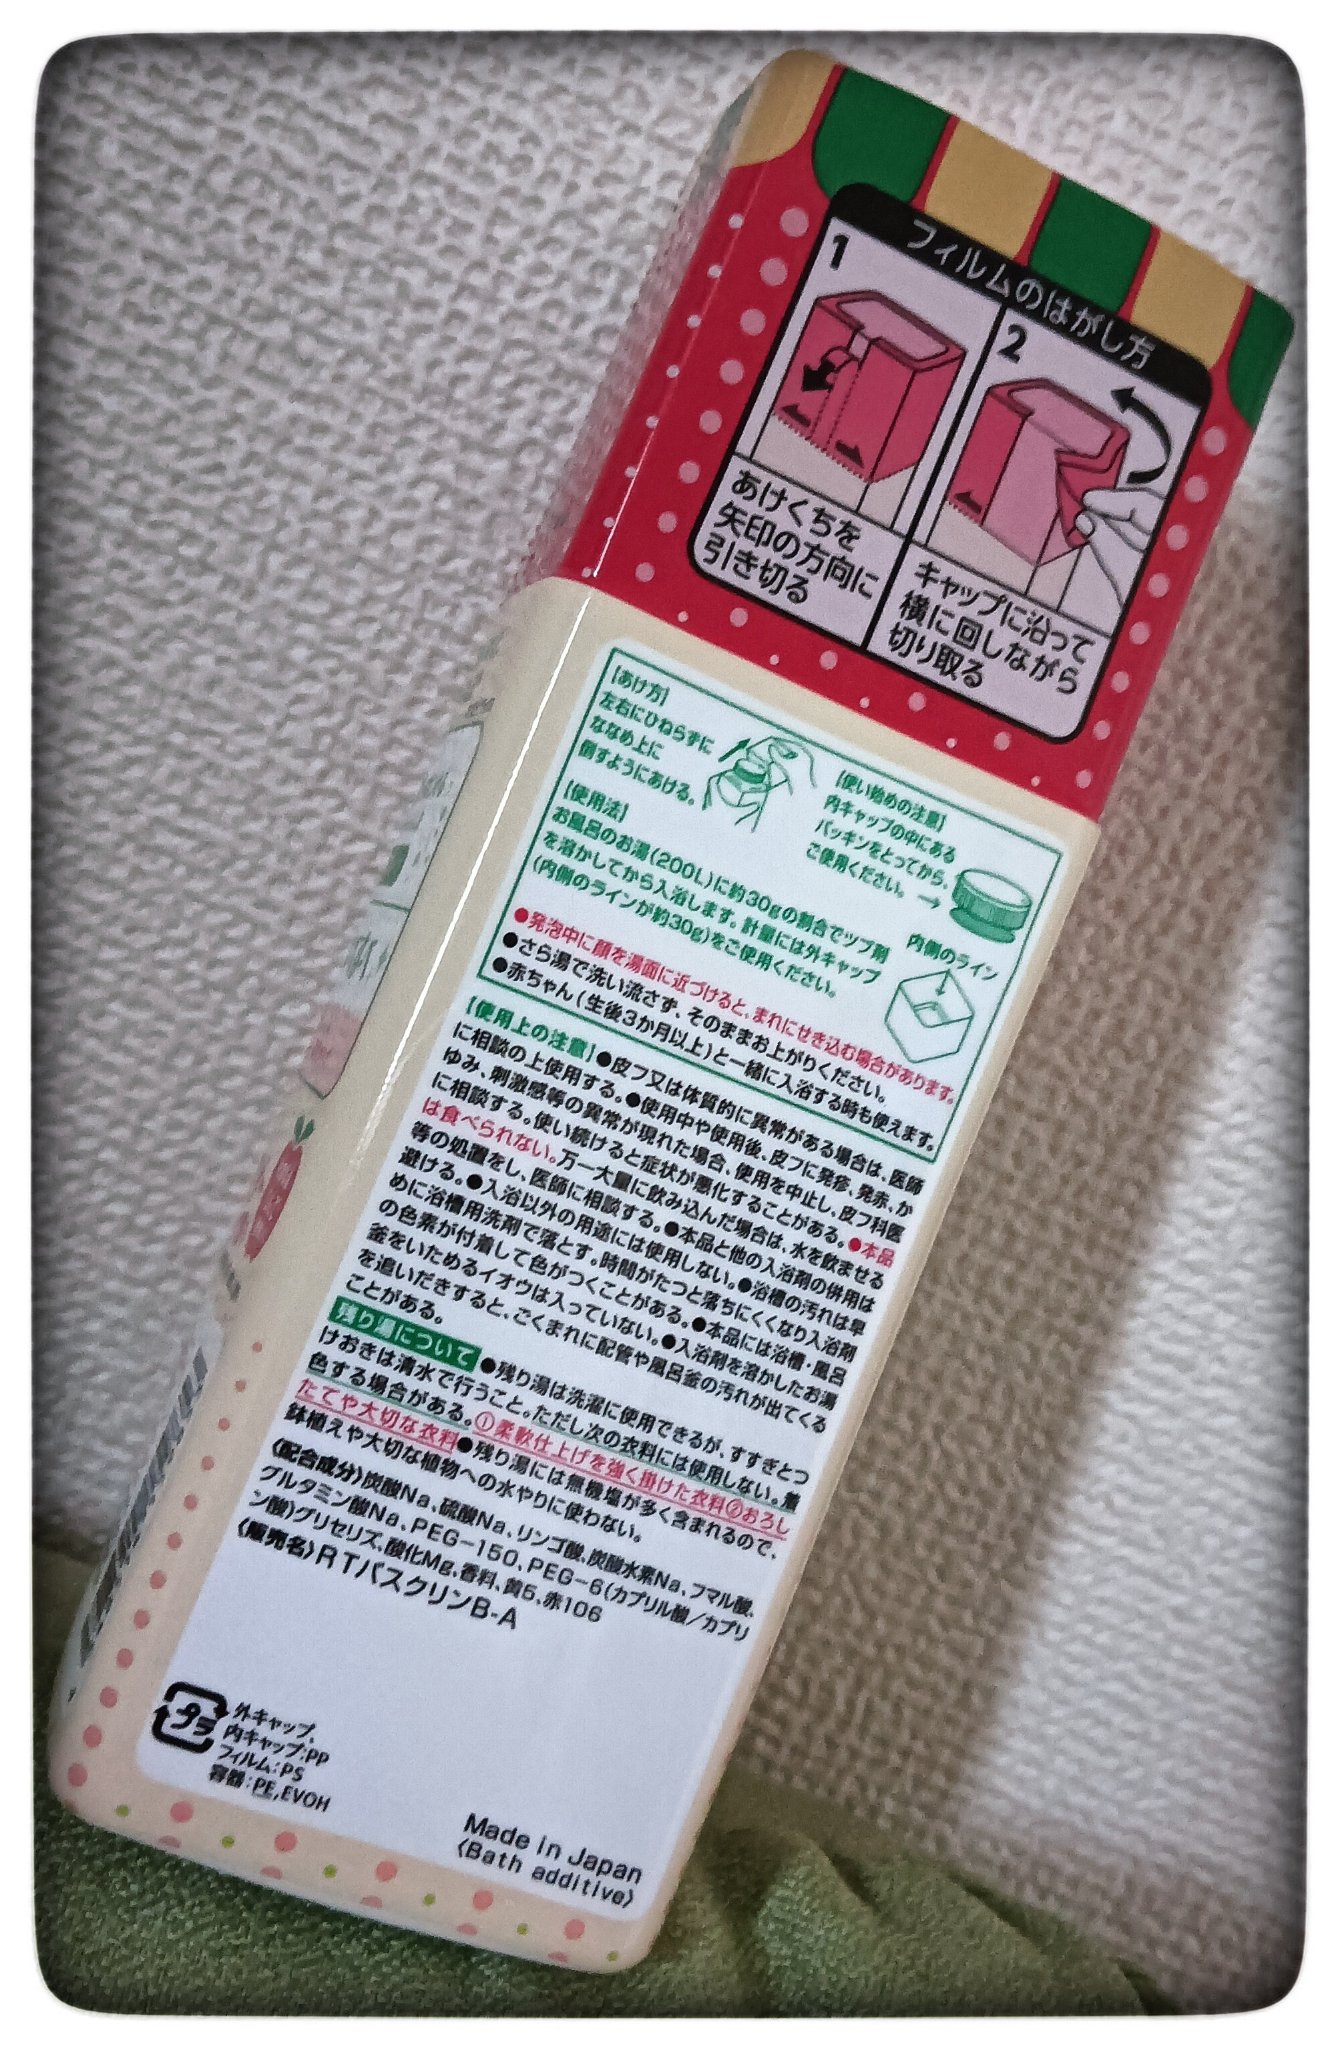 フィルムのはがし方
1
あけくちを
矢印の方向に
引き切る
2
キャップに沿って
横に回しながら
切り取る
【あけ方】
左右にひねらずに
ななめ上に
倒すようにあける。
【使い始めの注意】
内キャップの中にある
パッキンをとってから、
ご使用ください。→
【使用法】
お風呂のお湯(200L)に約30gの割合でツブ剤
を溶かしてから入浴します。計量には外キャップ
(内側のラインが約30g)をご使用ください。
内側のライン
●発泡中に顔を湯面に近づけると、まれにせき込む場合があります。
●さら湯で洗い流さず、そのままお上がりください。
●赤ちゃん(生後3か月以上)と一緒に入浴する時も使えます。
【使用上の注意】●皮フ又は体質的に異常がある場合は、医師
に相談の上使用する。●使用中や使用後、皮フに発疹、発赤、か
ゆみ、刺激感等の異常が現れた場合、使用を中止し、皮フ科医
に相談する。使い続けると症状が悪化することがある。●本品
は食べられない。万一大量に飲み込んだ場合は、水を飲ませる
等の処置をし、医師に相談する。●本品と他の入浴剤の併用は
避ける。●入浴以外の用途には使用しない。●浴槽の汚れは早
めに浴槽用洗剤で落とす。時間がたつと落ちにくくなり入浴剤
の色素が付着して色がつくことがある。●本品には浴槽・風呂
釜をいためるイオウは入っていない。●入浴剤を溶かしたお湯
を追いだきすると、ごくまれに配管や風呂釜の汚れが出てくる
ことがある。
残り湯について●残り湯は洗濯に使用できるが、すすぎとつ
けおきは清水で行うこと。ただし次の衣料には使用しない。着
色する場合がある。①柔軟仕上げを強く掛けた衣料②おろし
たてや大切な衣料●残り湯には無機塩が多く含まれるので、
鉢植えや大切な植物への水やりに使わない。
〈配合成分〉炭酸Na、硫酸Na、リンゴ酸、炭酸水素Na、フマル酸、
グルタミン酸Na、PEG-150、PEG-6(カプリル酸/カプリ
ン酸)グリセリズ、酸化Mg、香料、黄5、赤106
〈販売名〉RTバスクリンB-A
プラ
外キャップ、
内キャップ:PP
フィルム:PS
容器:PE,EVOH
Made in Japan
〈Bath additive〉